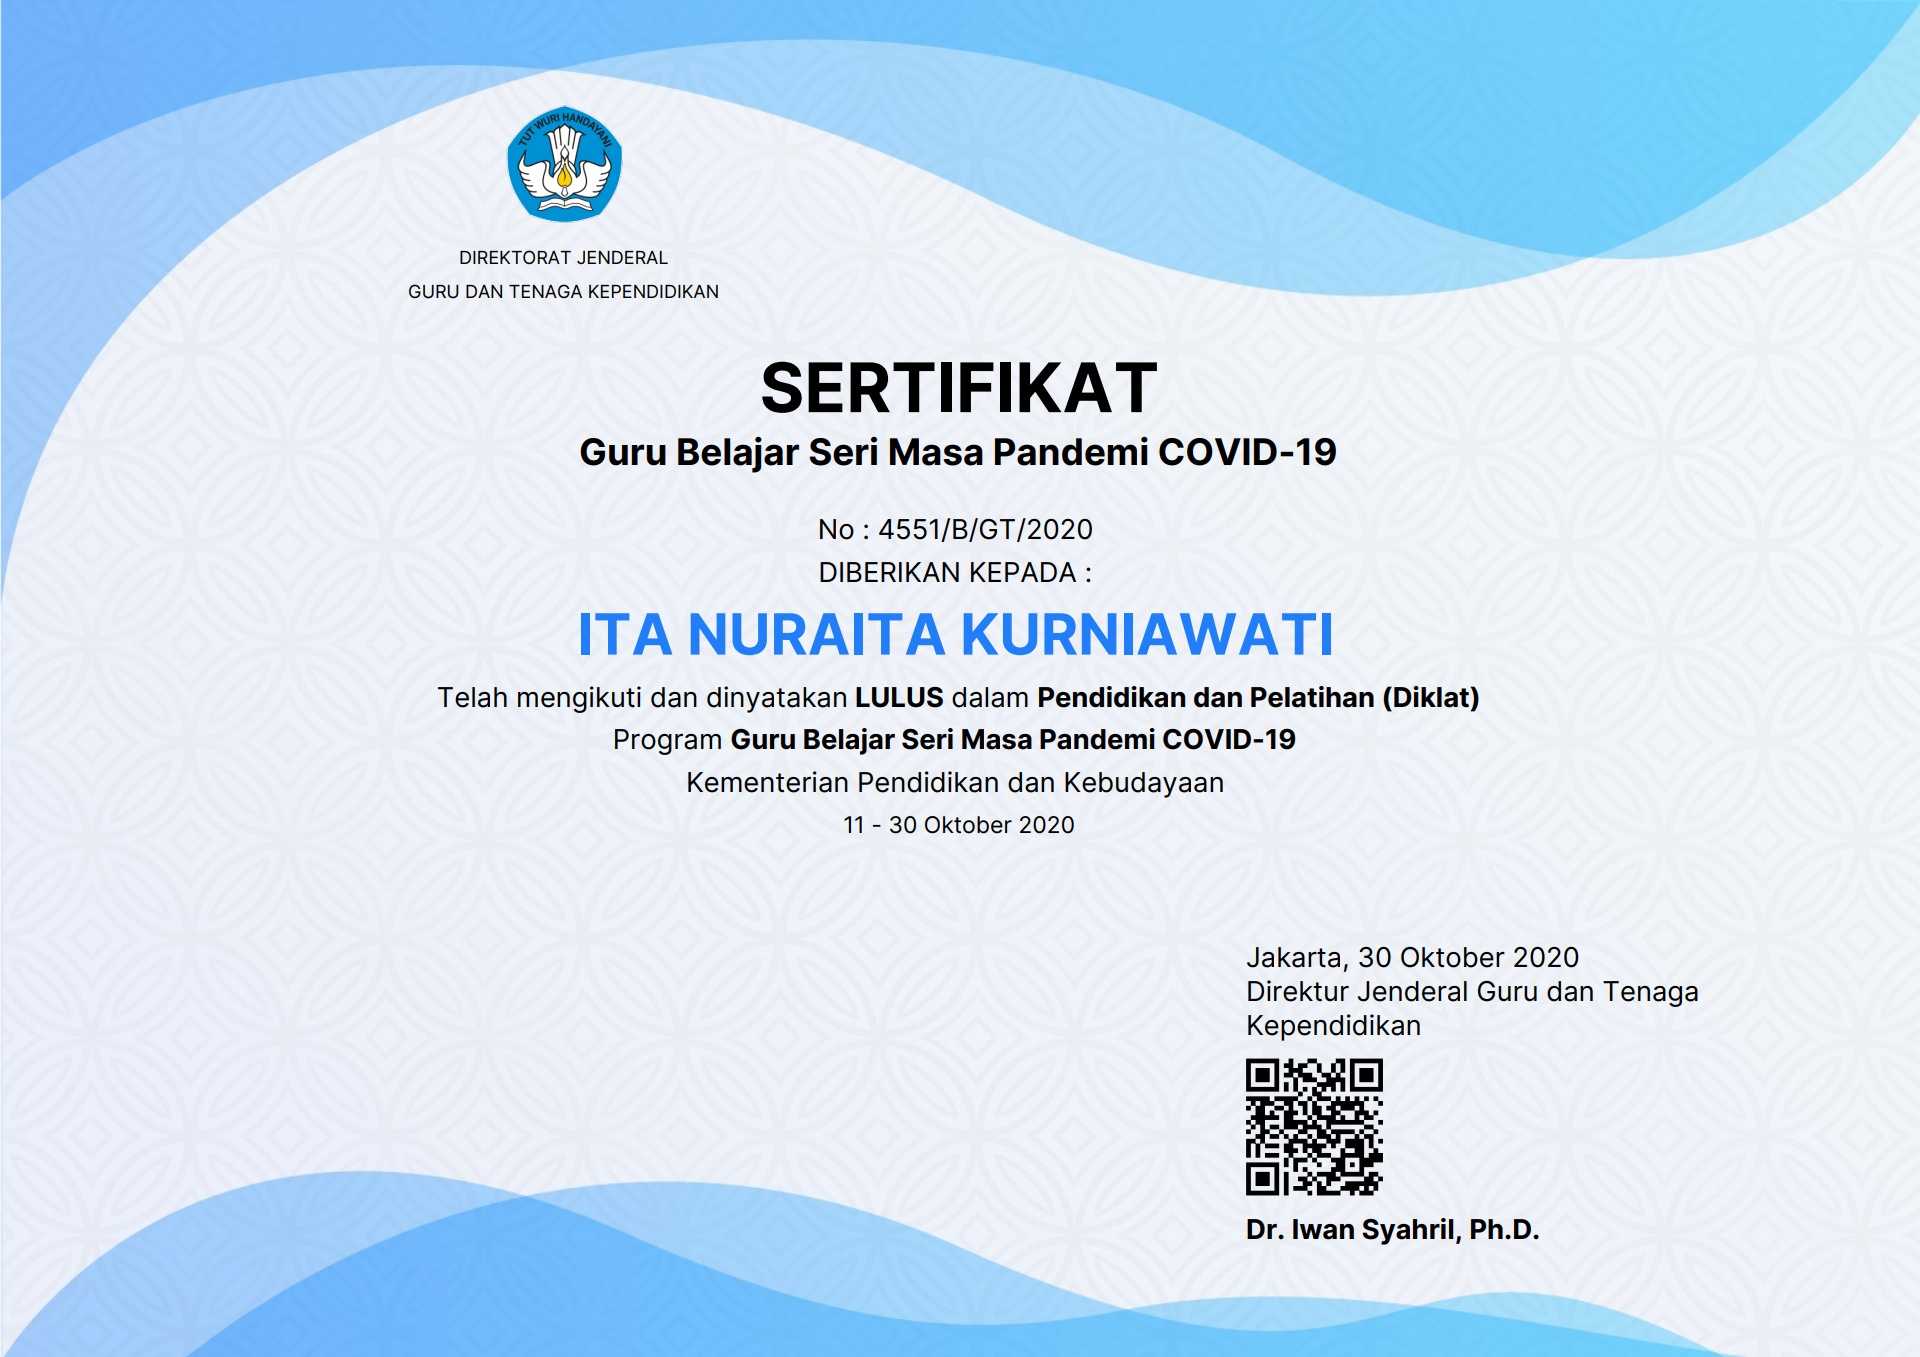 TUT WURI HANDAYANI
DIREKTORAT JENDERAL
GURU DAN TENAGA KEPENDIDIKAN
SERTIFIKAT
Guru Belajar Seri Masa Pandemi COVID-19
No : 4551/B/GT/2020
DIBERIKAN KEPADA :
ITA NURAITA KURNIAWATI
Telah mengikuti dan dinyatakan LULUS dalam Pendidikan dan Pelatihan (Diklat)
Program Guru Belajar Seri Masa Pandemi COVID-19
Kementerian Pendidikan dan Kebudayaan
11 - 30 Oktober 2020
Jakarta, 30 Oktober 2020
Direktur Jenderal Guru dan Tenaga
Kependidikan
Dr. Iwan Syahril, Ph.D.